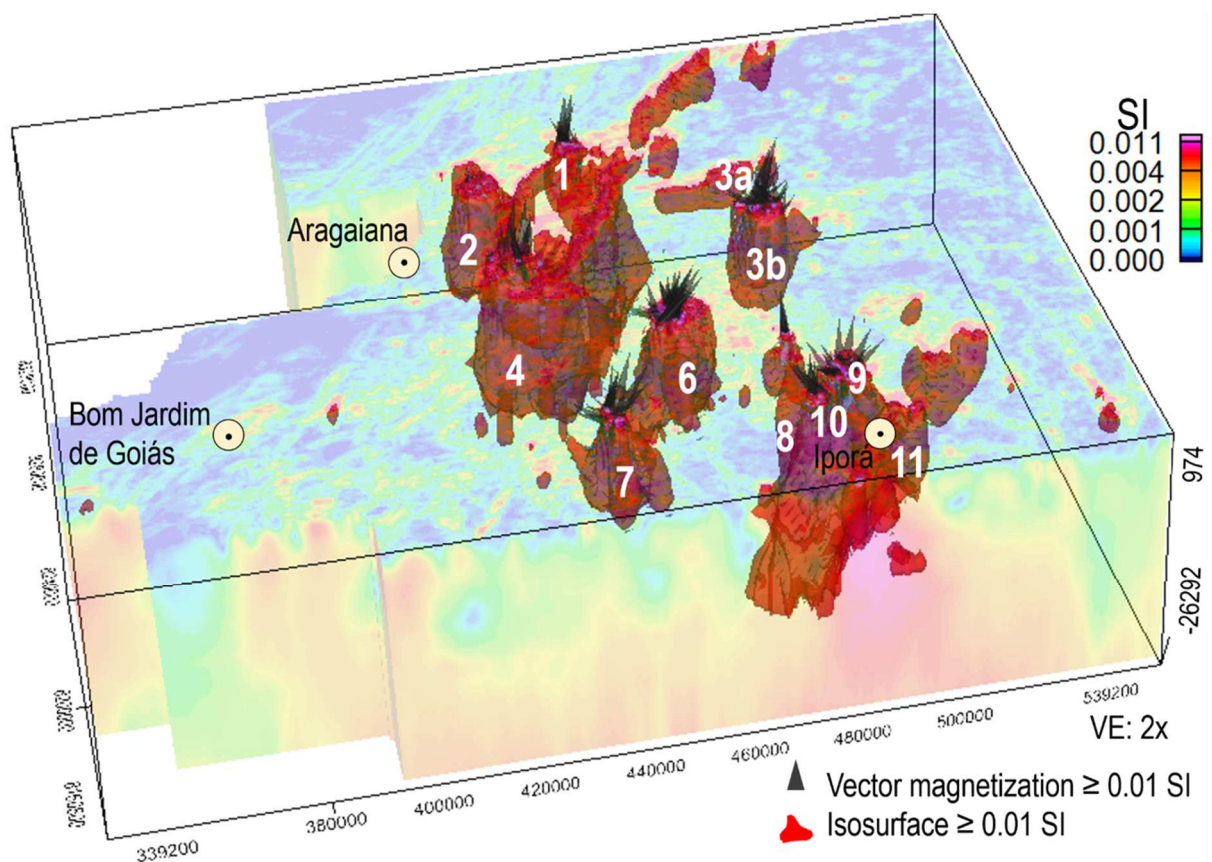 SI
0.011
0.004
0.002
0.001
0.000
1
3a
Aragaiana
2
3b
4
6
Bom Jardim
de Goiás
9
10
8
Iporá
11
7
974
-26292
539200
500000
480000
460000
440000
420000
400000
380000
339200
VE: 2x
Vector magnetization ≥ 0.01 SI
Isosurface ≥ 0.01 SI